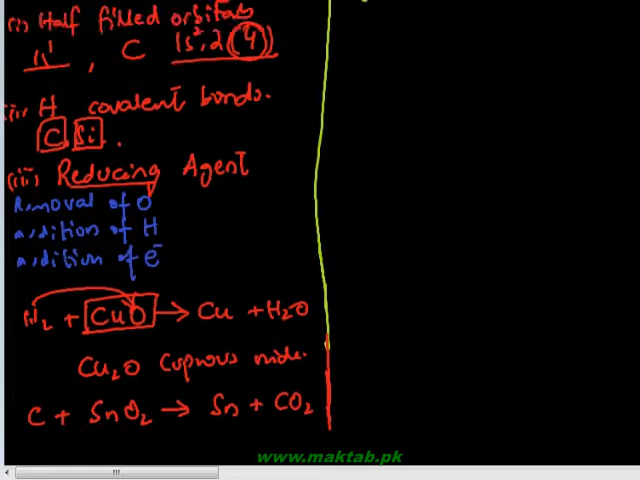 (i) Half filled orbitals
1s¹, C 1s², 2 4
(ii) H covalent bonds.
C, Si.
(iii) Reducing Agent
Removal of O
addition of H
addition of e⁻
H₂ + CuO → Cu + H₂O
Cu₂O Cuprous oxide.
C + SnO₂ → Sn + CO₂
www.maktab.pk